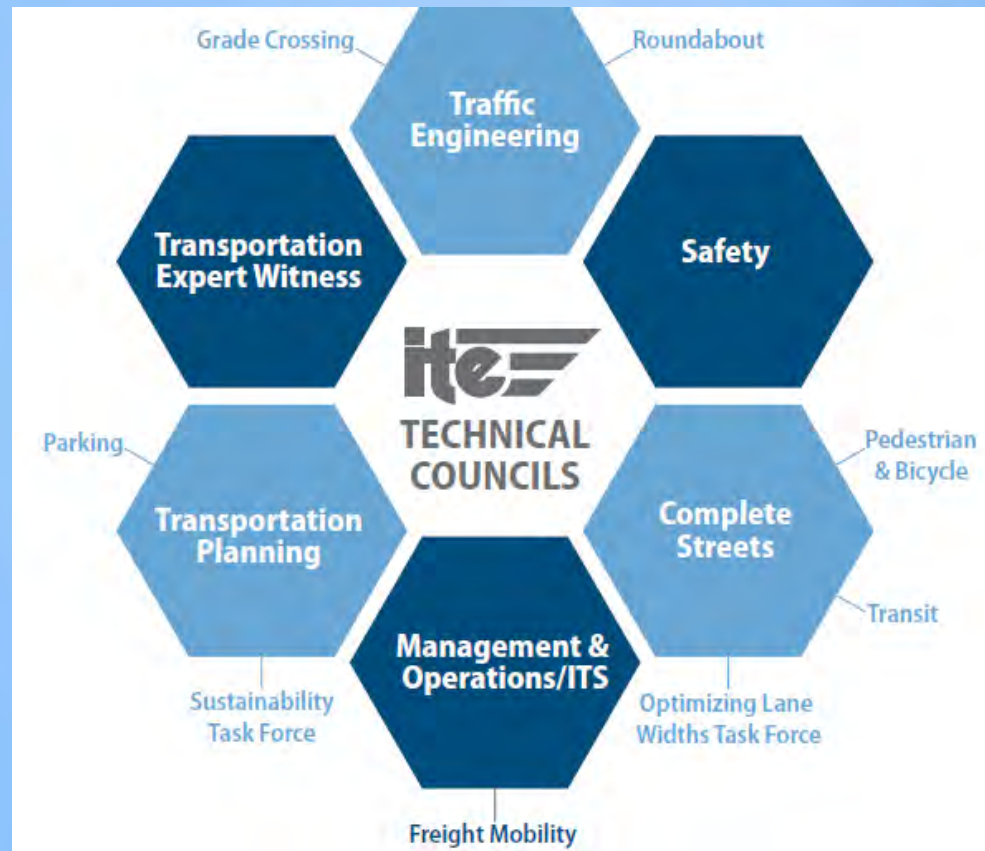 Grade Crossing
Roundabout
Traffic
Engineering
Transportation
Expert Witness
Safety
ite
TECHNICAL
COUNCILS
Parking
Pedestrian
& Bicycle
Transportation
Planning
Complete
Streets
Transit
Management &
Operations/ITS
Sustainability
Task Force
Optimizing Lane
Widths Task Force
Freight Mobility